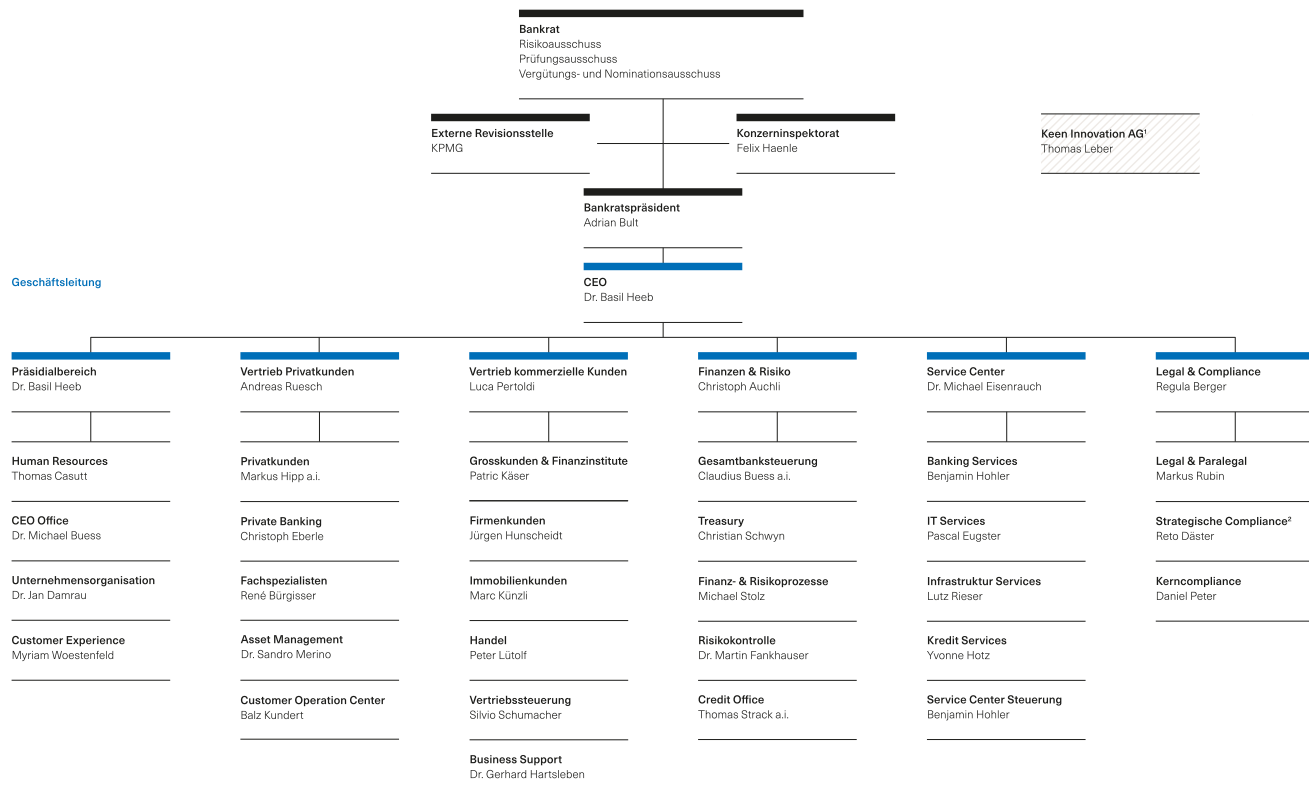 Bankrat
Risikoausschuss
Prüfungsausschuss
Vergütungs- und Nominationsausschuss
Externe Revisionsstelle
KPMG
Konzerninspektorat
Felix Haenle
Keen Innovation AG¹
Thomas Leber
Bankratspräsident
Adrian Bult
Geschäftsleitung
CEO
Dr. Basil Heeb
Präsidialbereich
Dr. Basil Heeb
Human Resources
Thomas Casutt
CEO Office
Dr. Michael Buess
Unternehmensorganisation
Dr. Jan Damrau
Customer Experience
Myriam Woestenfeld
Vertrieb Privatkunden
Andreas Ruesch
Privatkunden
Markus Hipp a.i.
Private Banking
Christoph Eberle
Fachspezialisten
René Bürgisser
Asset Management
Dr. Sandro Merino
Customer Operation Center
Balz Kundert
Vertrieb kommerzielle Kunden
Luca Pertoldi
Grosskunden & Finanzinstitute
Patric Käser
Firmenkunden
Jürgen Hunscheidt
Immobilienkunden
Marc Künzli
Handel
Peter Lütolf
Vertriebssteuerung
Silvio Schumacher
Business Support
Dr. Gerhard Hartsleben
Finanzen & Risiko
Christoph Auchli
Gesamtbanksteuerung
Claudius Buess a.i.
Treasury
Christian Schwyn
Finanz- & Risikoprozesse
Michael Stolz
Risikokontrolle
Dr. Martin Fankhauser
Credit Office
Thomas Strack a.i.
Service Center
Dr. Michael Eisenrauch
Banking Services
Benjamin Hohler
IT Services
Pascal Eugster
Infrastruktur Services
Lutz Rieser
Kredit Services
Yvonne Hotz
Service Center Steuerung
Benjamin Hohler
Legal & Compliance
Regula Berger
Legal & Paralegal
Markus Rubin
Strategische Compliance²
Reto Däster
Kerncompliance
Daniel Peter